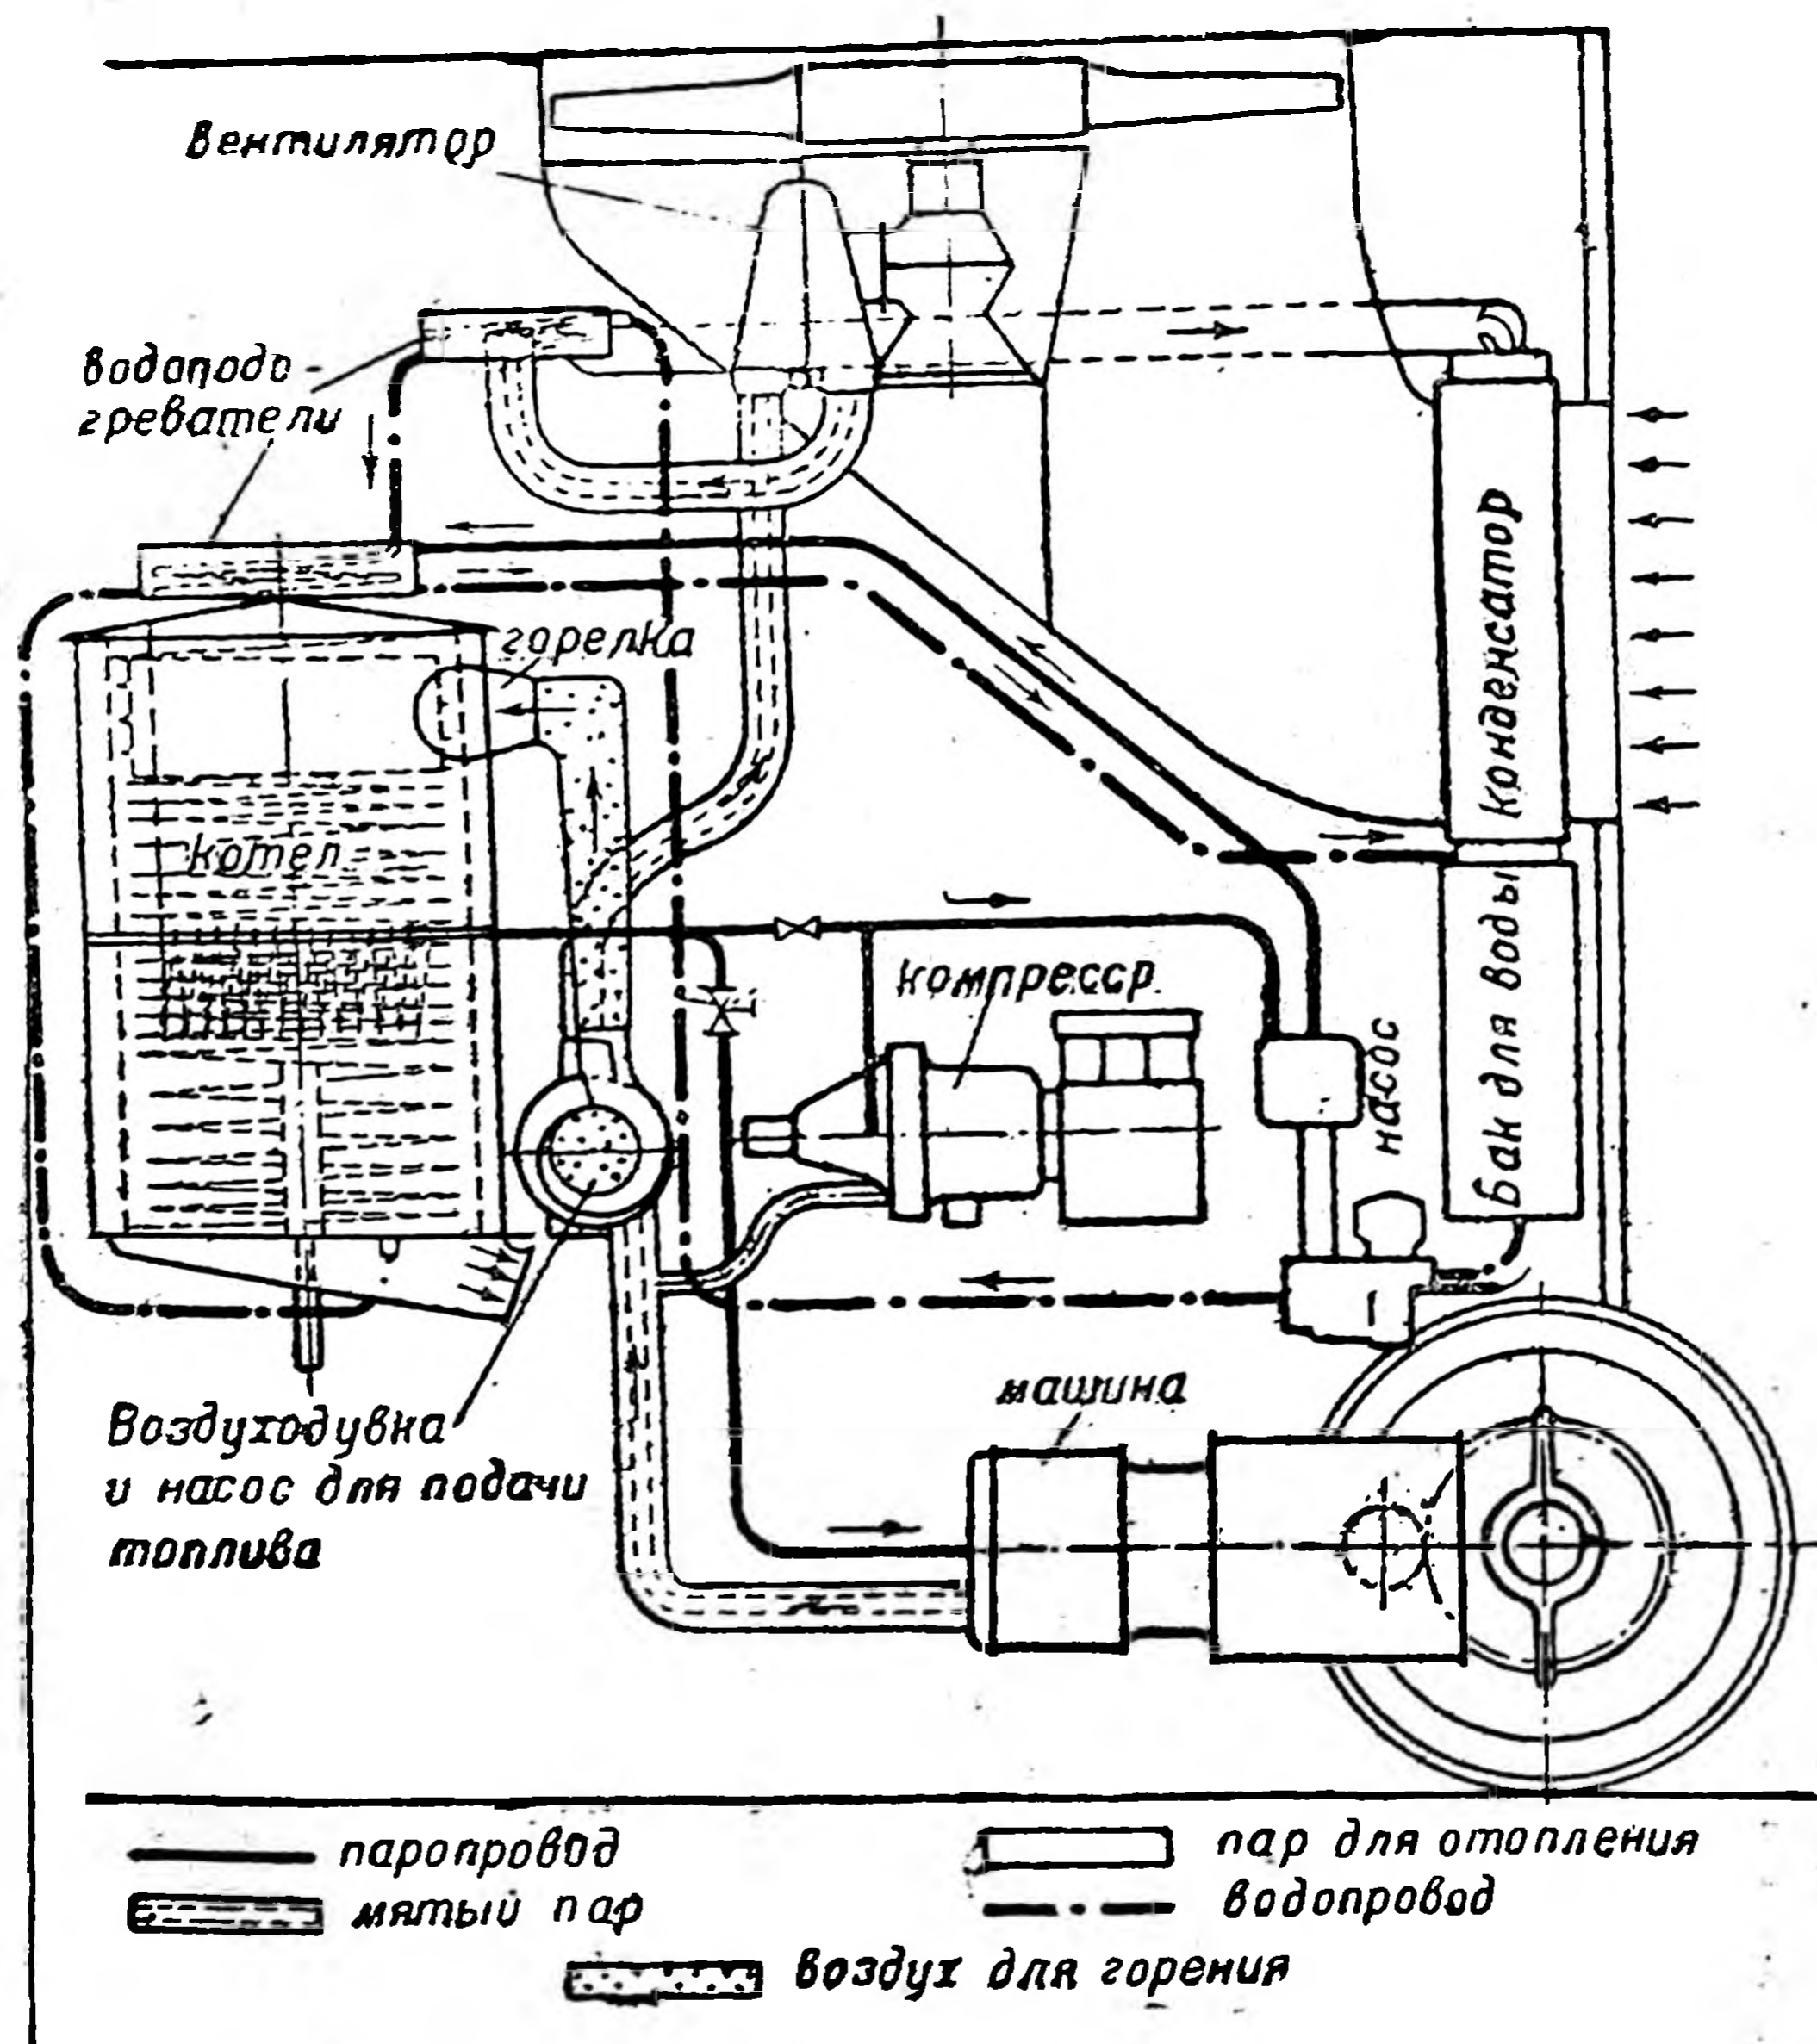 вентилятор
водоподо-
греватели
горелка
котел
компресср.
конденсатор
насос
бак для воды
Воздуходувка
и насос для подачи
топлива
машина
паропровод
пар для отопления
мятый пар
водопровод
воздух для горения